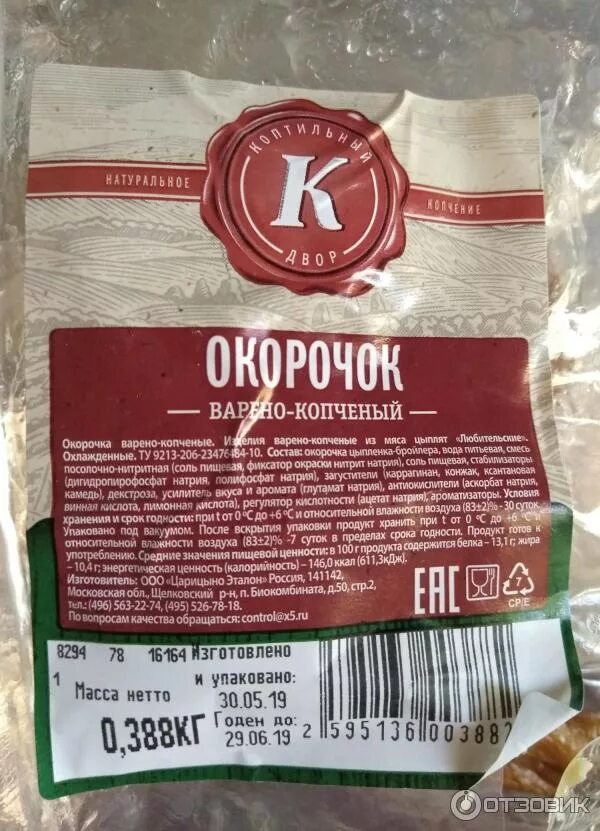 КОПТИЛЬНЫЙ
НАТУРАЛЬНОЕ
К
КОПЧЕНИЕ
ДВОР
ОКОРОЧОК
ВАРЕНО-КОПЧЕНЫЙ
Окорочка варено-копченые. Изделия варено-копченые из мяса цыплят «Любительские».
Охлажденные. ТУ 9213-206-23476484-10. Состав: окорочка цыпленка-бройлера, вода питьевая, смесь
посолочно-нитритная (соль пищевая, фиксатор окраски нитрит натрия), соль пищевая, стабилизаторы
(дигидропирофосфат натрия, полифосфат натрия), загустители (каррагинан, конжак, ксантановая
камедь), декстроза, усилитель вкуса и аромата (глутамат натрия), антиокислители (аскорбат натрия,
винная кислота, лимонная кислота), регулятор кислотности (ацетат натрия), ароматизаторы. Условия
хранения и срок годности: при t от 0 °С до +6 °С и относительной влажности воздуха (83±2)% - 30 суток
Упаковано под вакуумом. После вскрытия упаковки продукт хранить при t от 0 °С до +6 °С и
относительной влажности воздуха (83±2)% -7 суток в пределах срока годности. Продукт готов к
употреблению. Средние значения пищевой ценности: в 100 г продукта содержится белка – 13,1 г; жира
– 10,4 г; энергетическая ценность (калорийность) – 146,0 ккал (611,3кДж).
Изготовитель: ООО «Царицыно Эталон» Россия, 141142,
Московская обл., Щелковский р-н, п. Биокомбината, д.50, стр.2,
тел.: (496) 563-22-74, (495) 526-78-18.
По вопросам качества обращаться: control@x5.ru
EAC
7
CP/E
8294 78 16164 Изготовлено
1 и упаковано:
Масса нетто 30.05.19
0,388КГ Годен до:
29.06.19
2 595136 00388
ОТЗОВИК